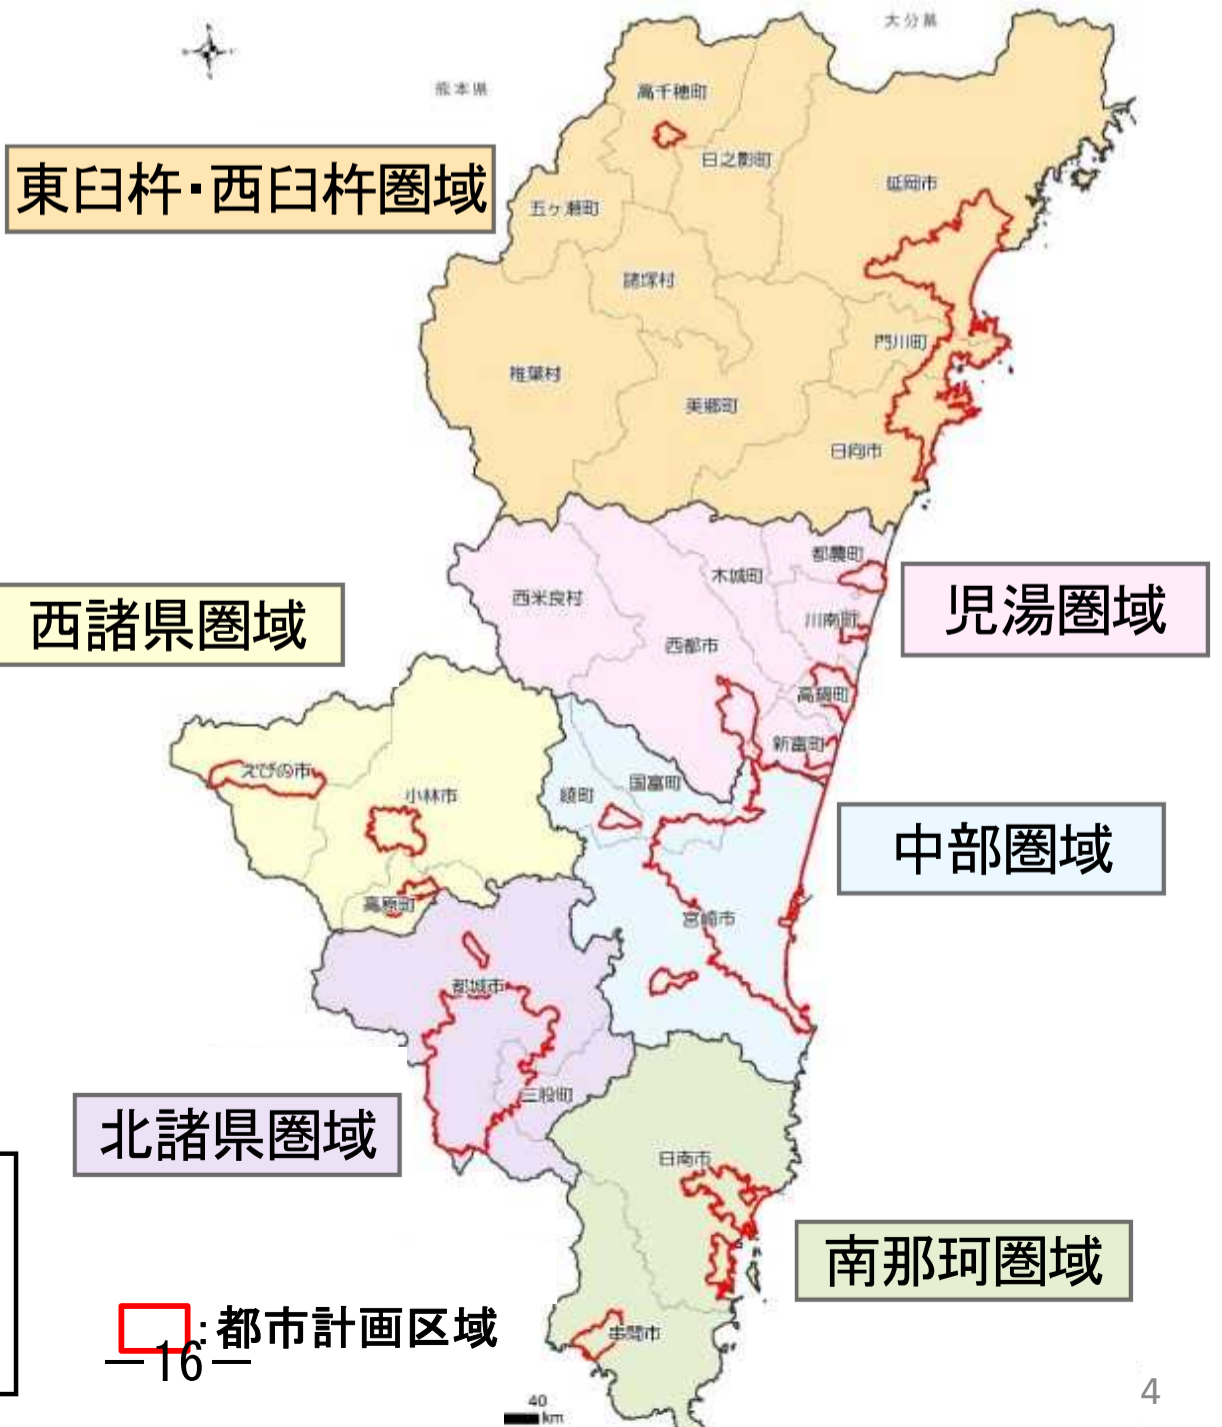 大分県
熊本県
高千穂町
日之影町
東臼杵・西臼杵圏域
延岡市
五ヶ瀬町
諸塚村
門川町
椎葉村
美郷町
日向市
都農町
木城町
西米良村
児湯圏域
西諸県圏域
川南町
西都市
高鍋町
新富町
えびの市
国富町
小林市
綾町
中部圏域
高原町
宮崎市
都城市
三股町
北諸県圏域
日南市
南那珂圏域
:都市計画区域
串間市
―16―
4
40
km